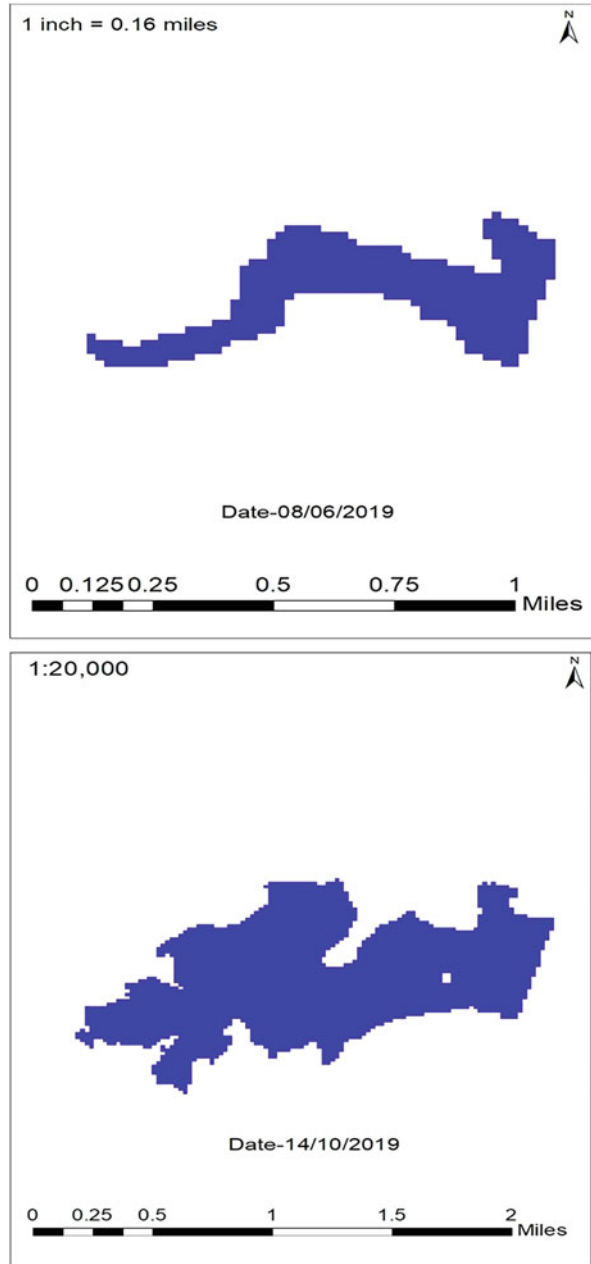 1 inch = 0.16 miles
N
Date-08/06/2019
0 0.125 0.25 0.5 0.75 1
Miles
1:20,000
N
Date-14/10/2019
0 0.25 0.5 1 1.5 2
Miles